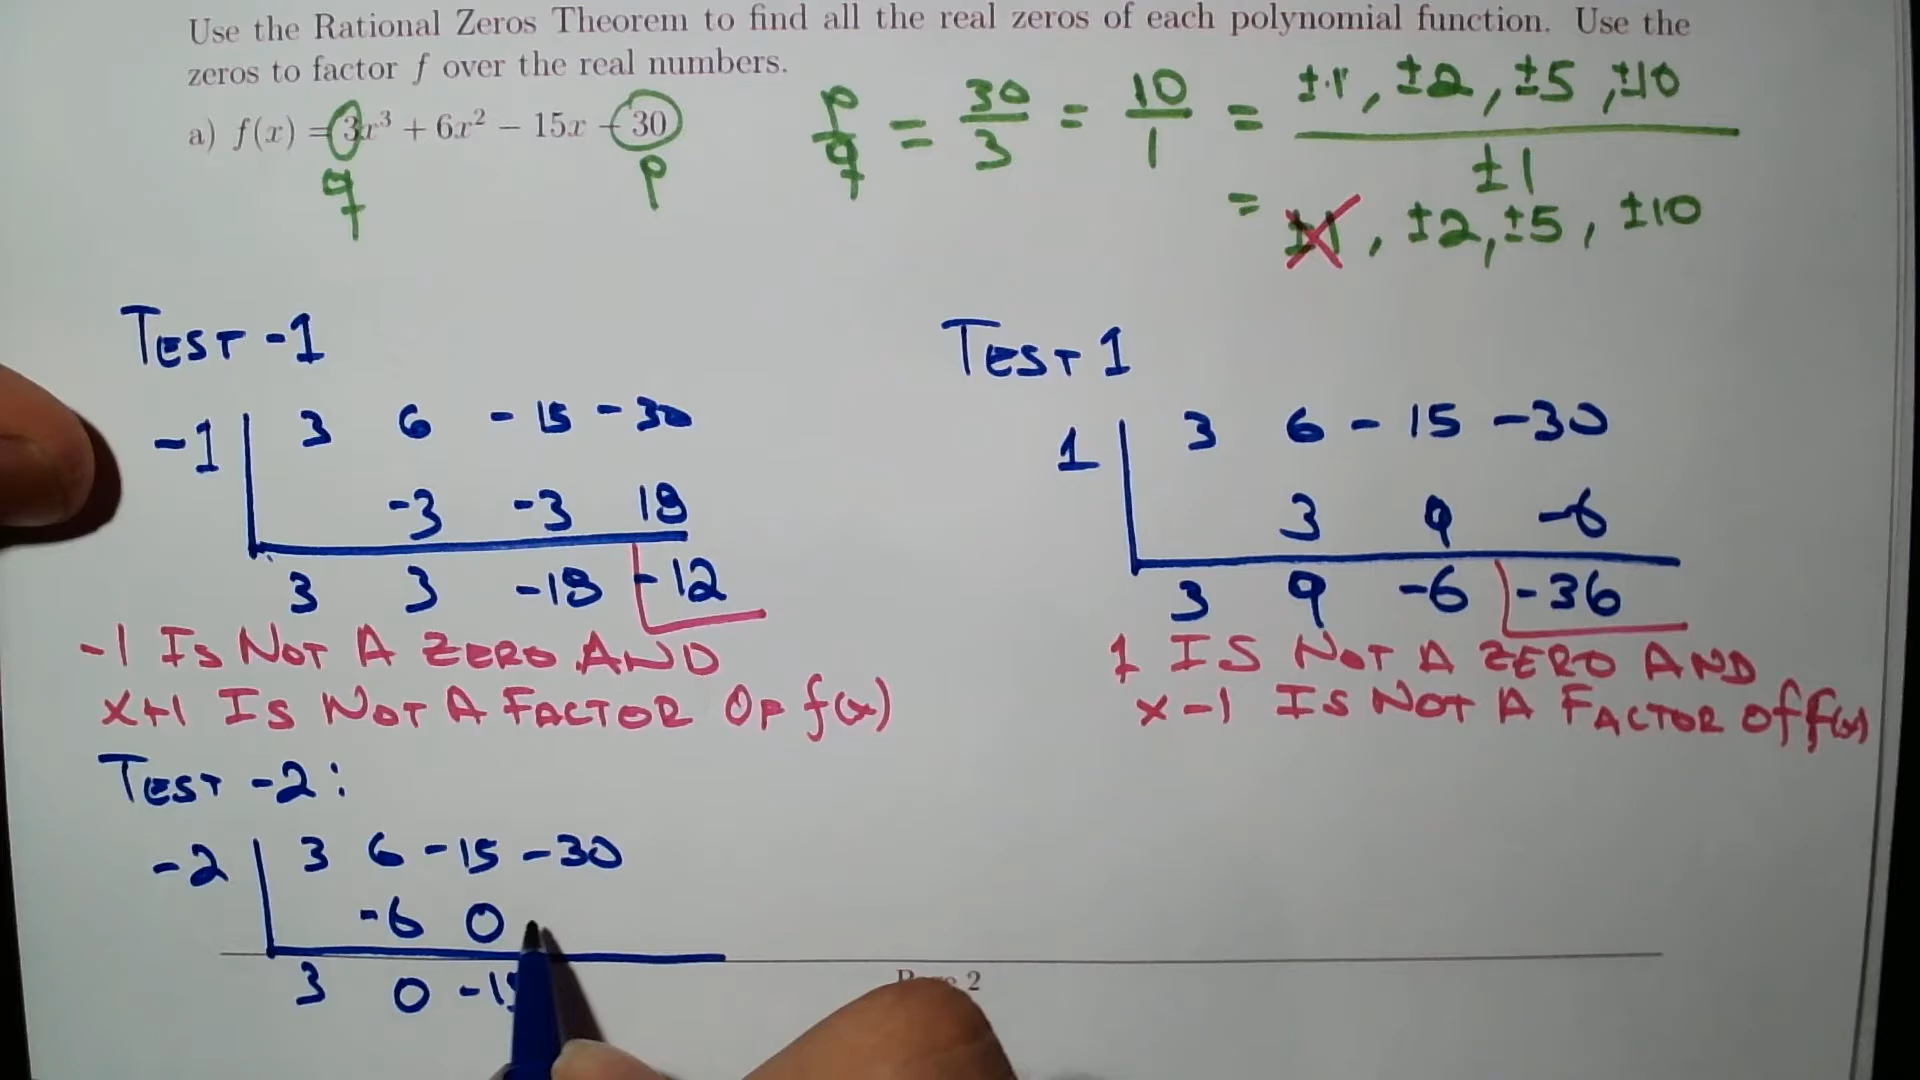 Use the Rational Zeros Theorem to find all the real zeros of each polynomial function. Use the
zeros to factor f over the real numbers.
a) f(x) = 3x³ + 6x² − 15x − 30
q p
p/q = 30/3 = 10/1 = ±1, ±2, ±5, ±10 / ±1
= ±1, ±2, ±5, ±10
TEST -1
-1 | 3 6 -15 -30
-3 -3 18
3 3 -18 -12
-1 IS NOT A ZERO AND
x+1 IS NOT A FACTOR OF f(x)
TEST 1
1 | 3 6 -15 -30
3 9 -6
3 9 -6 -36
1 IS NOT A ZERO AND
x-1 IS NOT A FACTOR OF f(x)
TEST -2:
-2 | 3 6 -15 -30
-6 0
3 0 -15
2